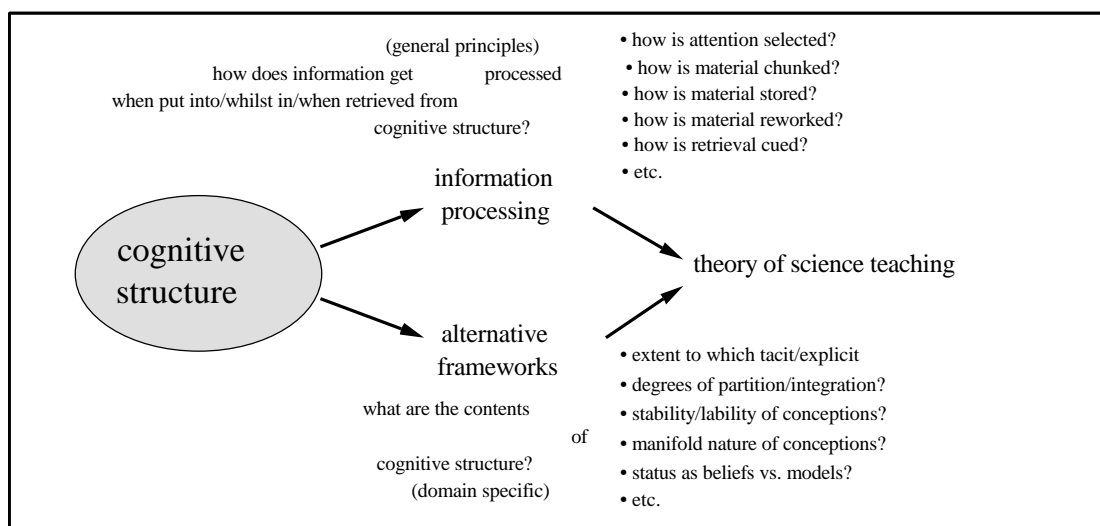 (general principles)
how does information get processed
when put into/whilst in/when retrieved from
cognitive structure?
• how is attention selected?
• how is material chunked?
• how is material stored?
• how is material reworked?
• how is retrieval cued?
• etc.
information
processing
cognitive
structure
theory of science teaching
alternative
frameworks
what are the contents
of
cognitive structure?
(domain specific)
• extent to which tacit/explicit
• degrees of partition/integration?
• stability/lability of conceptions?
• manifold nature of conceptions?
• status as beliefs vs. models?
• etc.